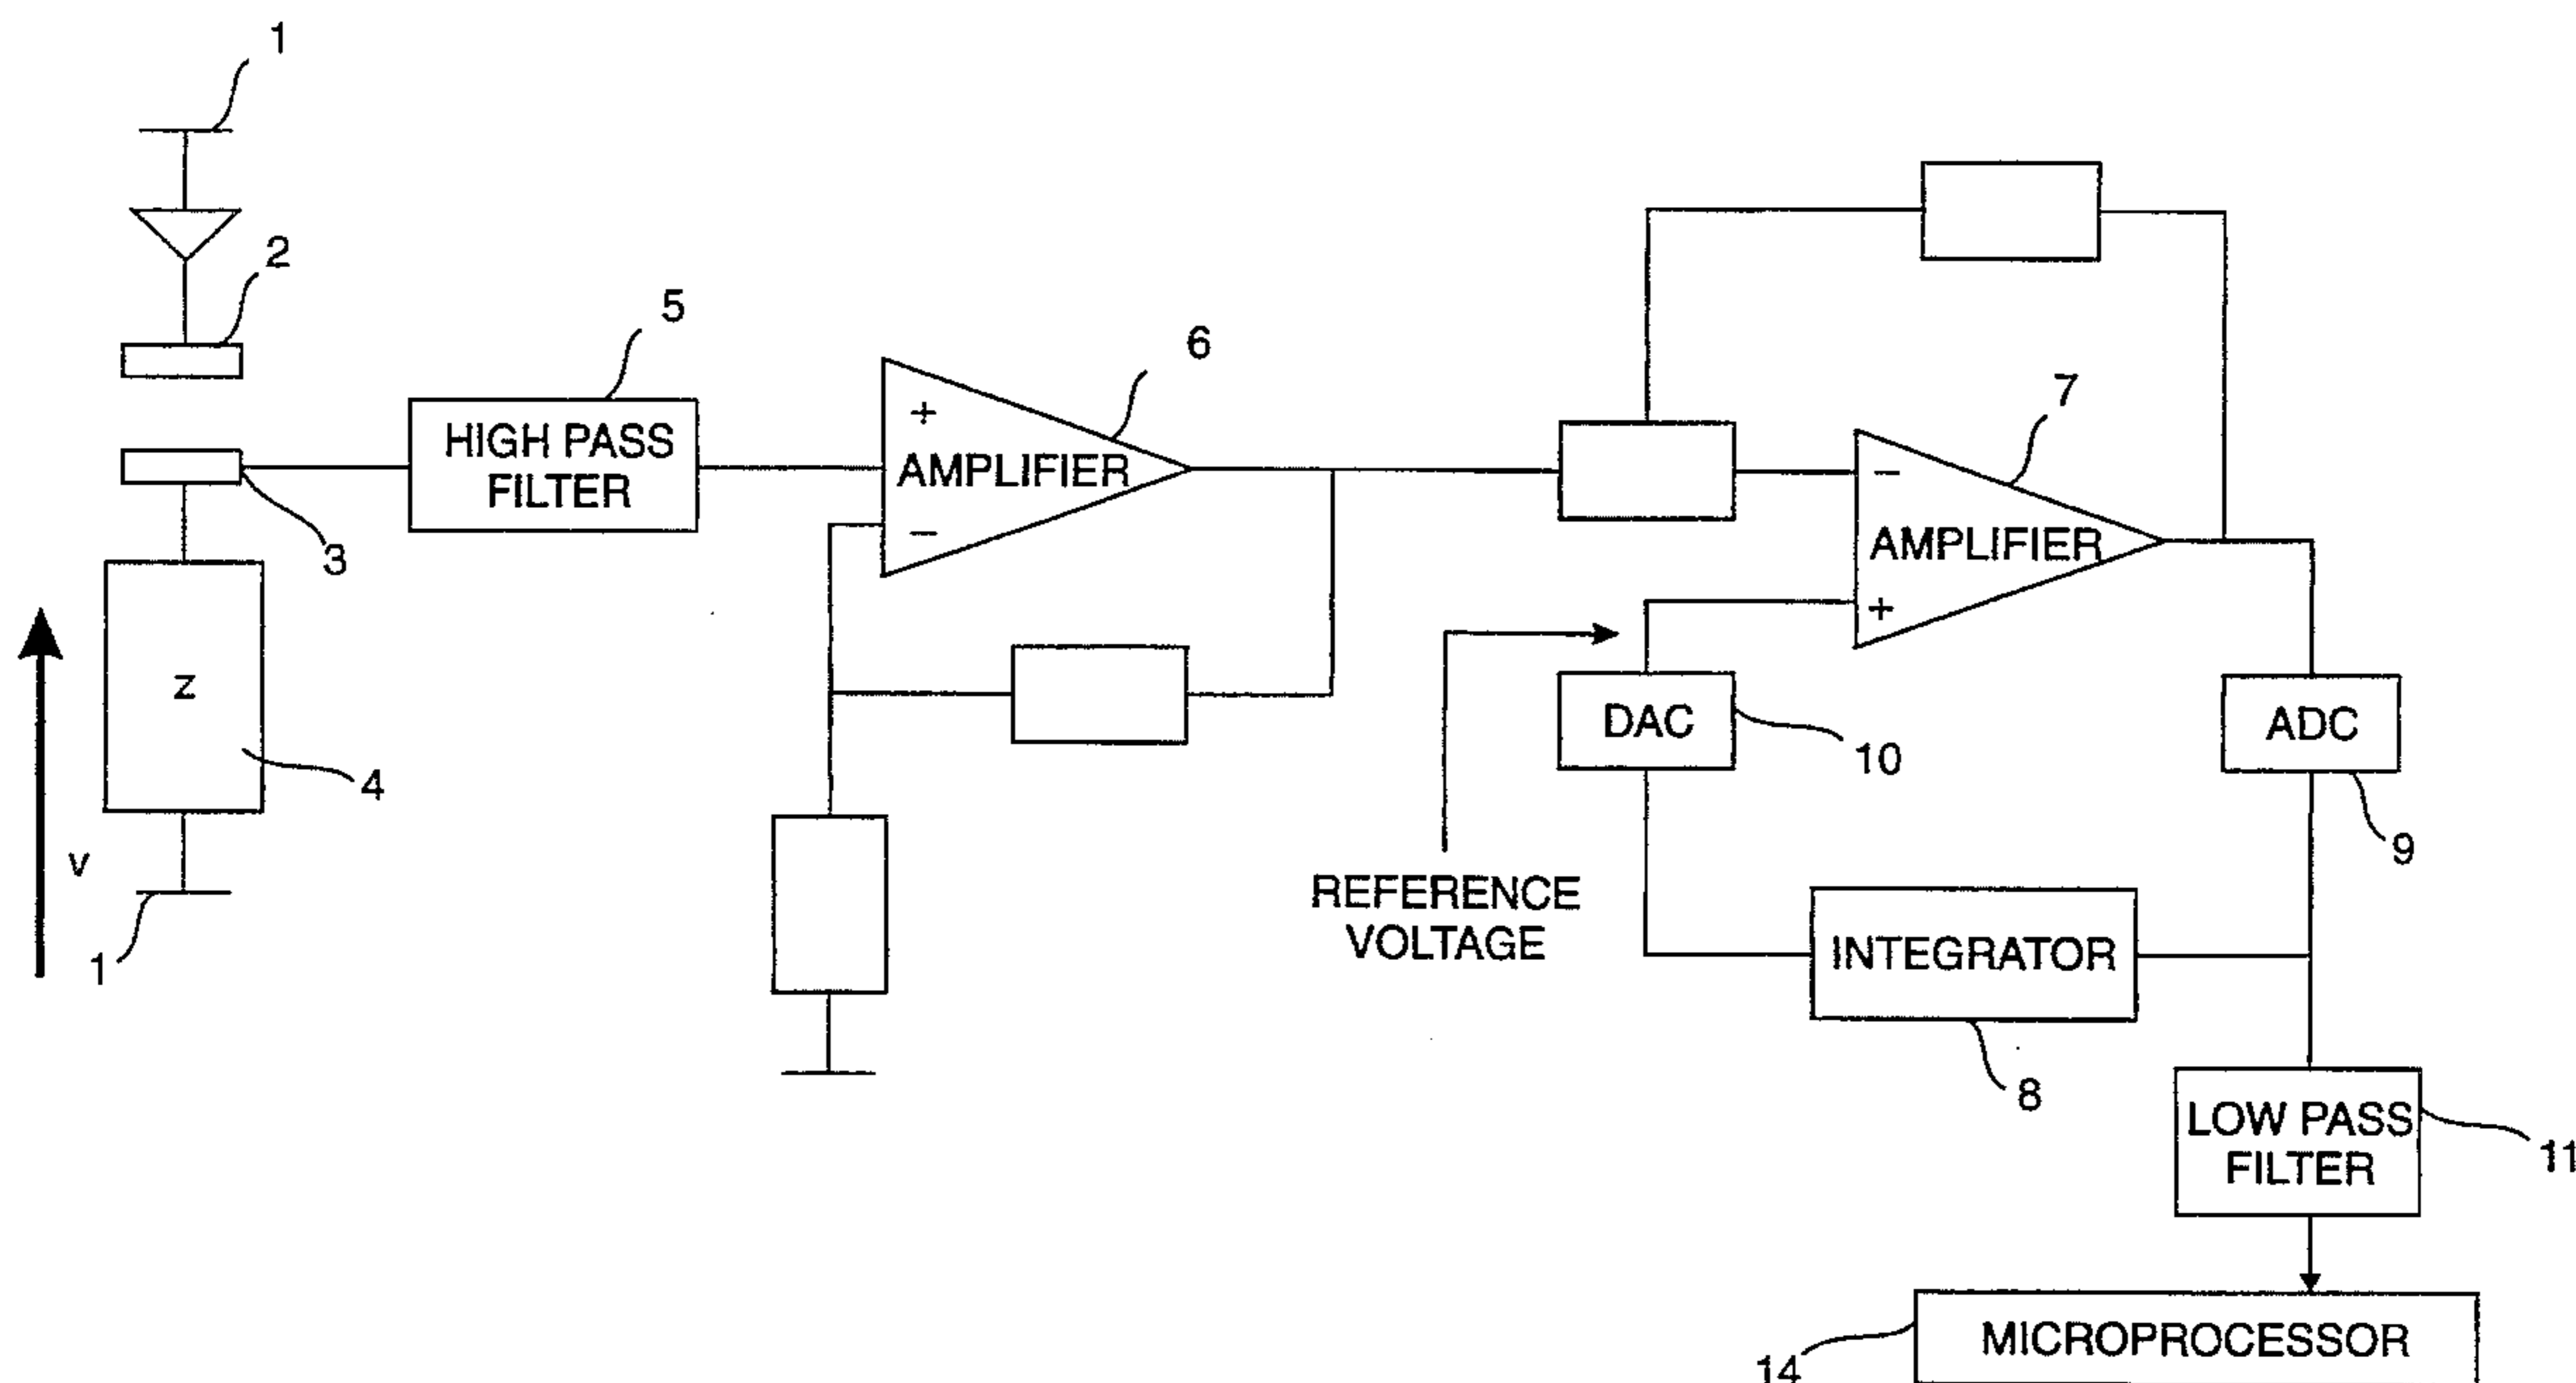 1
2
5
HIGH PASS
FILTER
3
z
4
v
1
6
+
AMPLIFIER
−
7
−
AMPLIFIER
+
REFERENCE
VOLTAGE
DAC
10
ADC
9
INTEGRATOR
8
LOW PASS
FILTER
11
MICROPROCESSOR
14